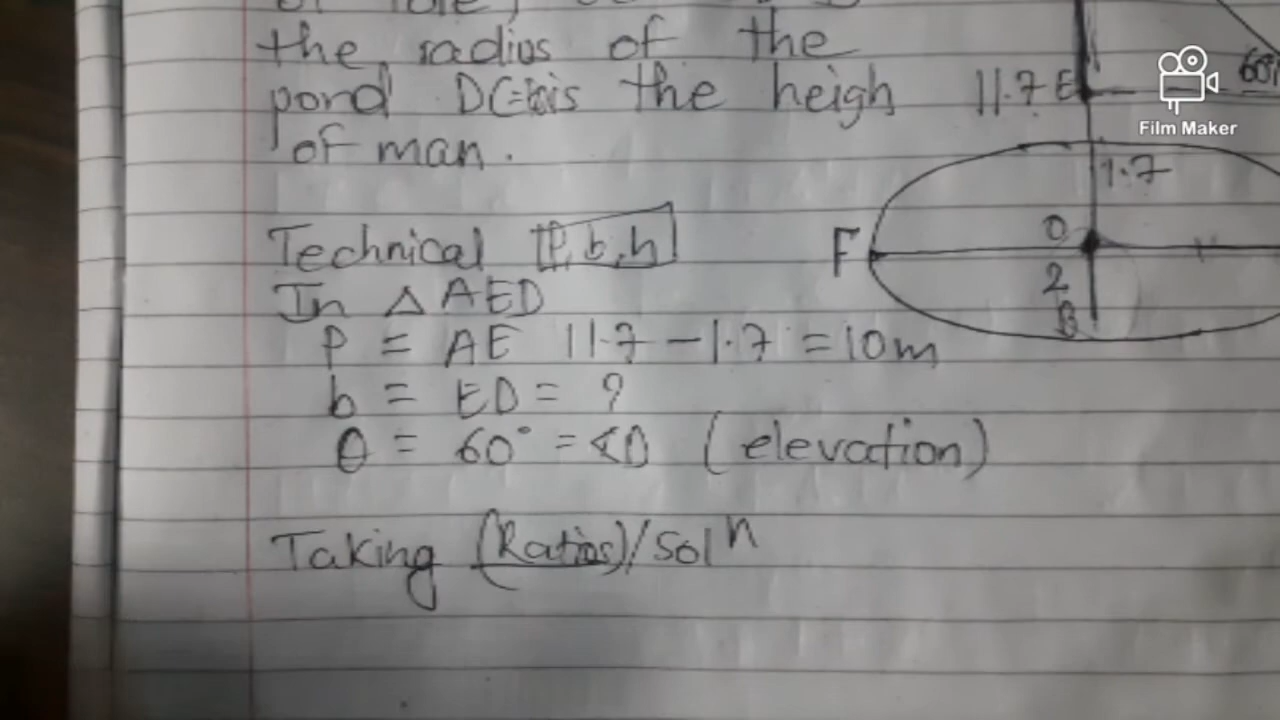 the radius of the
pond DC= is the heigh
of man.
11.7 E
60°
Film Maker
1.7
F
O
2
B
Technical P, b, h
In △ AED
P = AE 11.7 - 1.7 = 10m
b = ED = ?
θ = 60° = ∢D (elevation)
Taking (Ratios)/Solⁿ